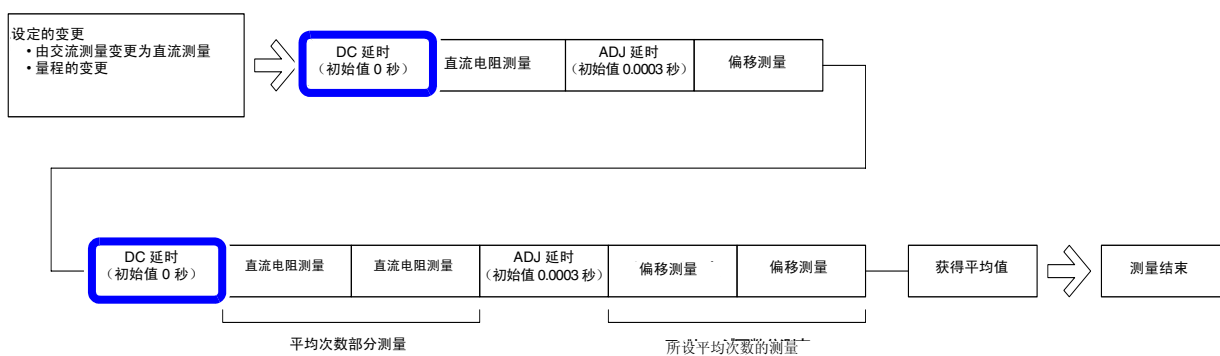 设定的变更
• 由交流测量变更为直流测量
• 量程的变更
DC 延时
（初始值 0 秒）
直流电阻测量
ADJ 延时
（初始值 0.0003 秒）
偏移测量
DC 延时
（初始值 0 秒）
直流电阻测量
直流电阻测量
ADJ 延时
（初始值 0.0003 秒）
偏移测量
偏移测量
获得平均值
测量结束
平均次数部分测量
所设平均次数的测量